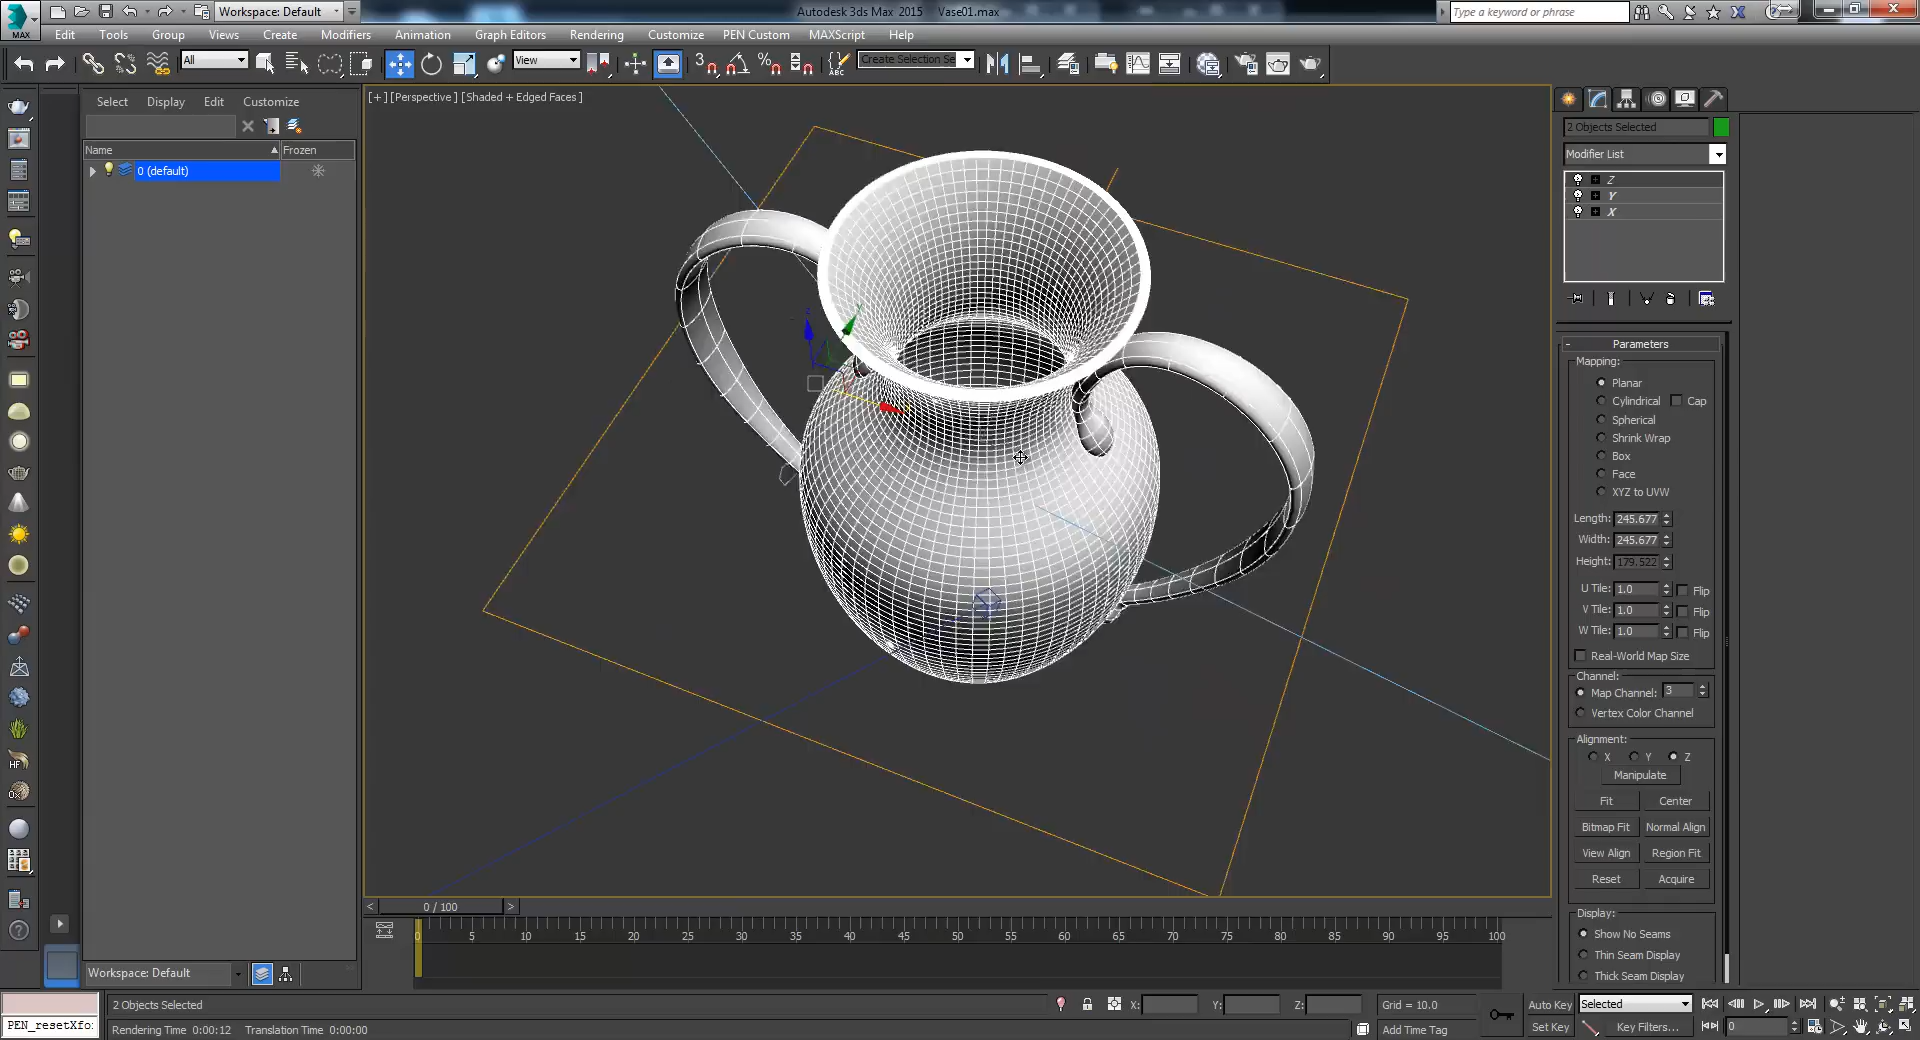 Workspace: Default
Autodesk 3ds Max 2015 Vase01.max
Type a keyword or phrase
MAX
Edit Tools Group Views Create Modifiers Animation Graph Editors Rendering Customize PEN Custom MAXScript Help
All
View
3
%
ABC
Create Selection Se
Select Display Edit Customize
[+] [Perspective] [Shaded + Edged Faces]
Name Frozen
0 (default)
2 Objects Selected
Modifier List
Z
Y
X
- Parameters
Mapping:
Planar
Cylindrical Cap
Spherical
Shrink Wrap
Box
Face
XYZ to UVW
Length: 245.677
Width: 245.677
Height: 179.522
U Tile: 1.0 Flip
V Tile: 1.0 Flip
W Tile: 1.0 Flip
Real-World Map Size
Channel:
Map Channel: 3
Vertex Color Channel
Alignment:
X Y Z
Manipulate
Fit Center
Bitmap Fit Normal Align
View Align Region Fit
Reset Acquire
Display:
Show No Seams
Thin Seam Display
Thick Seam Display
HF
< 0 / 100 >
0 5 10 15 20 25 30 35 40 45 50 55 60 65 70 75 80 85 90 95 100
Workspace: Default
2 Objects Selected
X: Y: Z: Grid = 10.0
Auto Key Selected
PEN_resetXfo
Rendering Time 0:00:12 Translation Time 0:00:00
Add Time Tag
Set Key Key Filters... 0